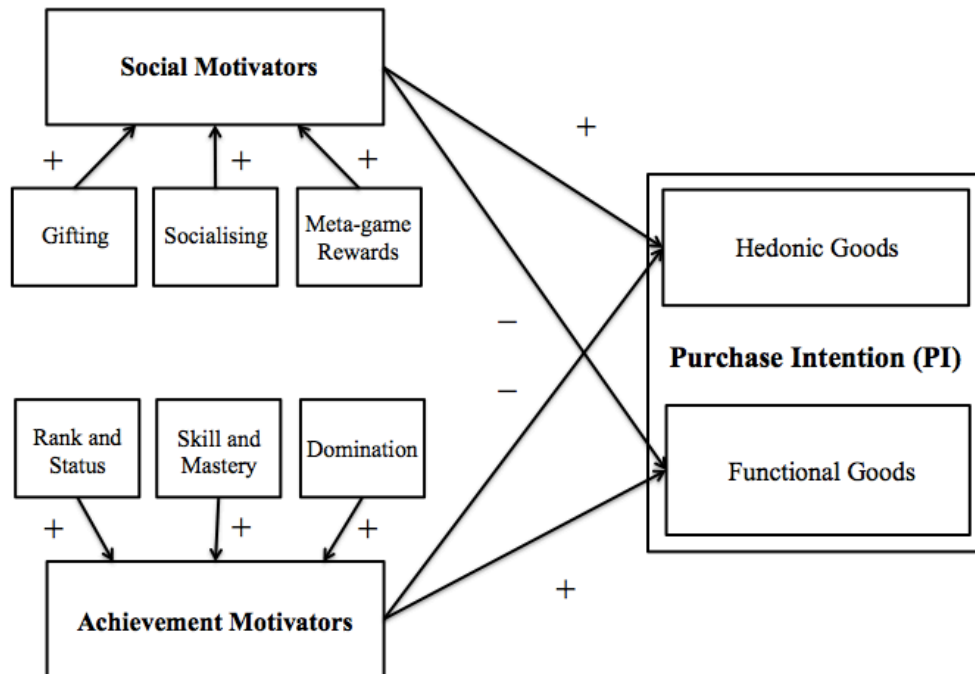 Social Motivators
+
+
+
+
Gifting
Socialising
Meta-game
Rewards
Hedonic Goods
−
Purchase Intention (PI)
−
Rank and
Status
Skill and
Mastery
Domination
Functional Goods
+
+
+
+
Achievement Motivators